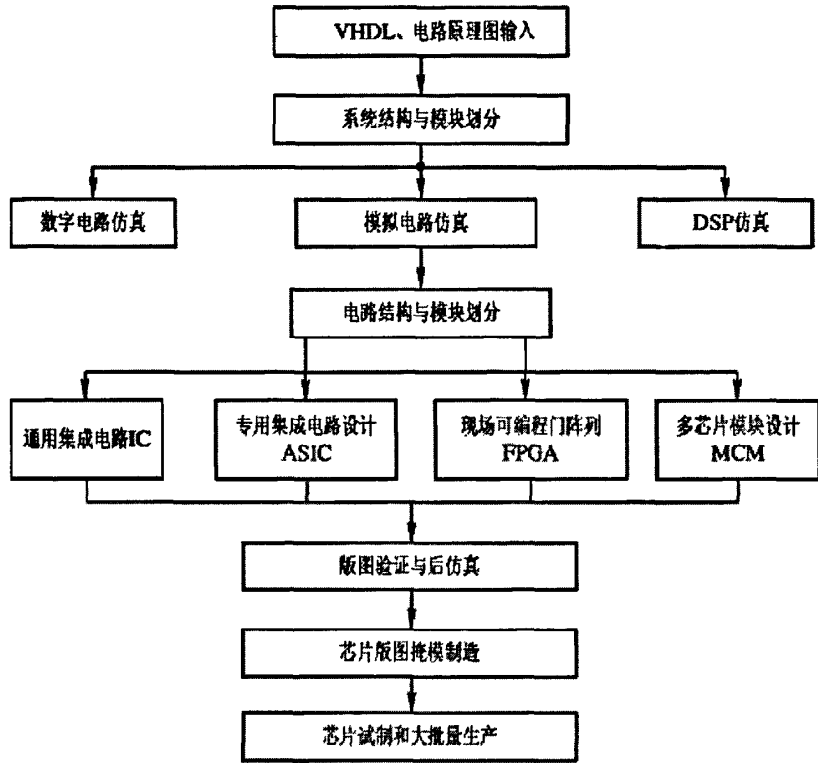 VHDL、电路原理图输入
系统结构与模块划分
数字电路仿真
模拟电路仿真
DSP仿真
电路结构与模块划分
通用集成电路IC
专用集成电路设计
ASIC
现场可编程门阵列
FPGA
多芯片模块设计
MCM
版图验证与后仿真
芯片版图掩模制造
芯片试制和大批量生产